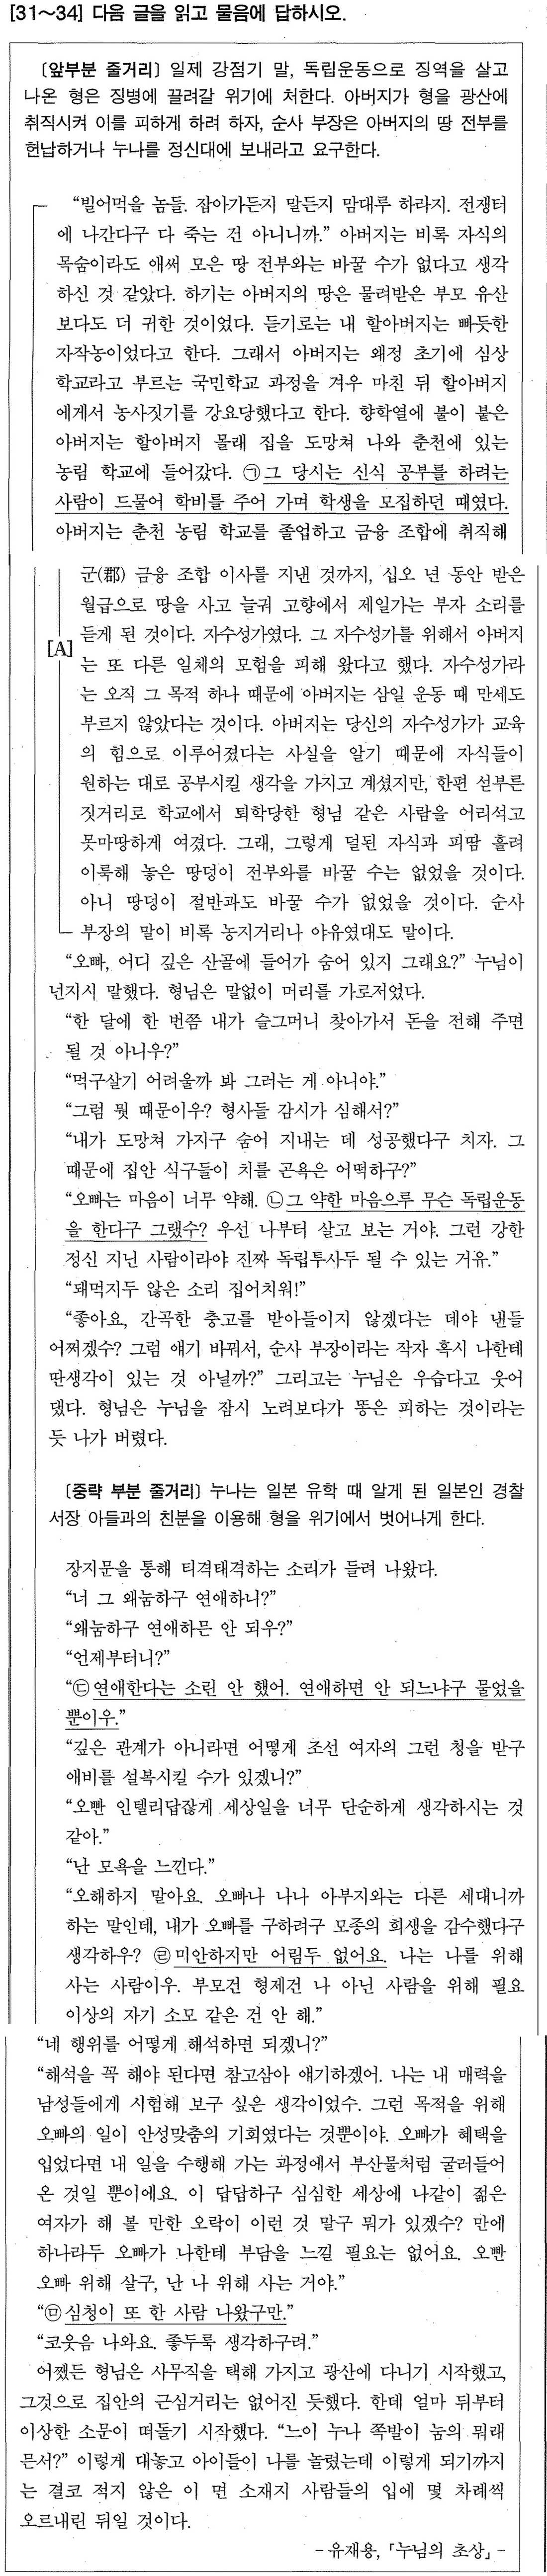 [31～34] 다음 글을 읽고 물음에 답하시오.
〔앞부분 줄거리〕 일제 강점기 말, 독립운동으로 징역을 살고
나온 형은 징병에 끌려갈 위기에 처한다. 아버지가 형을 광산에
취직시켜 이를 피하게 하려 하자, 순사 부장은 아버지의 땅 전부를
헌납하거나 누나를 정신대에 보내라고 요구한다.
“빌어먹을 놈들. 잡아가든지 말든지 맘대루 하라지. 전쟁터
에 나간다구 다 죽는 건 아니니까.” 아버지는 비록 자식의
목숨이라도 애써 모은 땅 전부와는 바꿀 수가 없다고 생각
하신 것 같았다. 하기는 아버지의 땅은 물려받은 부모 유산
보다도 더 귀한 것이었다. 듣기로는 내 할아버지는 빠듯한
자작농이었다고 한다. 그래서 아버지는 왜정 초기에 심상
학교라고 부르는 국민학교 과정을 겨우 마친 뒤 할아버지
에게서 농사짓기를 강요당했다고 한다. 향학열에 불이 붙은
아버지는 할아버지 몰래 집을 도망쳐 나와 춘천에 있는
농림 학교에 들어갔다. ㉠그 당시는 신식 공부를 하려는
사람이 드물어 학비를 주어 가며 학생을 모집하던 때였다.
아버지는 춘천 농림 학교를 졸업하고 금융 조합에 취직해
군(郡) 금융 조합 이사를 지낸 것까지, 십오 년 동안 받은
월급으로 땅을 사고 늘궈 고향에서 제일가는 부자 소리를
듣게 된 것이다. 자수성가였다. 그 자수성가를 위해서 아버지
[A] 는 또 다른 일체의 모험을 피해 왔다고 했다. 자수성가라
는 오직 그 목적 하나 때문에 아버지는 삼일 운동 때 만세도
부르지 않았다는 것이다. 아버지는 당신의 자수성가가 교육
의 힘으로 이루어졌다는 사실을 알기 때문에 자식들이
원하는 대로 공부시킬 생각을 가지고 계셨지만, 한편 섣부른
짓거리로 학교에서 퇴학당한 형님 같은 사람을 어리석고
못마땅하게 여겼다. 그래, 그렇게 덜된 자식과 피땀 흘려
이룩해 놓은 땅덩이 전부와를 바꿀 수는 없었을 것이다.
아니 땅덩이 절반과도 바꿀 수가 없었을 것이다. 순사
부장의 말이 비록 농지거리나 야유였대도 말이다.
“오빠, 어디 깊은 산골에 들어가 숨어 있지 그래요?” 누님이
넌지시 말했다. 형님은 말없이 머리를 가로저었다.
“한 달에 한 번쯤 내가 슬그머니 찾아가서 돈을 전해 주면
될 것 아니우?”
“먹구살기 어려울까 봐 그러는 게 아니야.”
“그럼 뭣 때문이우? 형사들 감시가 심해서?”
“내가 도망쳐 가지구 숨어 지내는 데 성공했다구 치자. 그
때문에 집안 식구들이 치를 곤욕은 어떡하구?”
“오빠는 마음이 너무 약해. ㉡그 약한 마음으루 무슨 독립운동
을 한다구 그랬수? 우선 나부터 살고 보는 거야. 그런 강한
정신 지닌 사람이라야 진짜 독립투사두 될 수 있는 거유.”
“돼먹지두 않은 소리 집어치워!”
“좋아요, 간곡한 충고를 받아들이지 않겠다는 데야 낸들
어쩌겠수? 그럼 얘기 바꿔서, 순사 부장이라는 작자 혹시 나한테
딴생각이 있는 것 아닐까?” 그리고는 누님은 우습다고 웃어
댔다. 형님은 누님을 잠시 노려보다가 똥은 피하는 것이라는
듯 나가 버렸다.
〔중략 부분 줄거리〕 누나는 일본 유학 때 알게 된 일본인 경찰
서장 아들과의 친분을 이용해 형을 위기에서 벗어나게 한다.
장지문을 통해 티격태격하는 소리가 들려 나왔다.
“너 그 왜눔하구 연애하니?”
“왜눔하구 연애하믄 안 되우?”
“언제부터니?”
“㉢연애한다는 소린 안 했어. 연애하면 안 되느냐구 물었을
뿐이우.”
“깊은 관계가 아니라면 어떻게 조선 여자의 그런 청을 받구
애비를 설복시킬 수가 있겠니?”
“오빤 인텔리답잖게 세상일을 너무 단순하게 생각하시는 것
같아.”
“난 모욕을 느낀다.”
“오해하지 말아요. 오빠나 나나 아부지와는 다른 세대니까
하는 말인데, 내가 오빠를 구하려구 모종의 희생을 감수했다구
생각하우? ㉣미안하지만 어림두 없어요. 나는 나를 위해
사는 사람이우. 부모건 형제건 나 아닌 사람을 위해 필요
이상의 자기 소모 같은 건 안 해.”
“네 행위를 어떻게 해석하면 되겠니?”
“해석을 꼭 해야 된다면 참고삼아 얘기하겠어. 나는 내 매력을
남성들에게 시험해 보구 싶은 생각이었수. 그런 목적을 위해
오빠의 일이 안성맞춤의 기회였다는 것뿐이야. 오빠가 혜택을
입었다면 내 일을 수행해 가는 과정에서 부산물처럼 굴러들어
온 것일 뿐이에요. 이 답답하구 심심한 세상에 나같이 젊은
여자가 해 볼 만한 오락이 이런 것 말구 뭐가 있겠수? 만에
하나라두 오빠가 나한테 부담을 느낄 필요는 없어요. 오빤
오빠 위해 살구, 난 나 위해 사는 거야.”
“㉤심청이 또 한 사람 나왔구만.”
“코웃음 나와요. 좋두룩 생각하구려.”
어쨌든 형님은 사무직을 택해 가지고 광산에 다니기 시작했고,
그것으로 집안의 근심거리는 없어진 듯했다. 한데 얼마 뒤부터
이상한 소문이 떠돌기 시작했다. “느이 누나 쪽발이 눔의 뭐래
믄서?” 이렇게 대놓고 아이들이 나를 놀렸는데 이렇게 되기까지
는 결코 적지 않은 이 면 소재지 사람들의 입에 몇 차례씩
오르내린 뒤일 것이다.
- 유재용, 「누님의 초상」 -